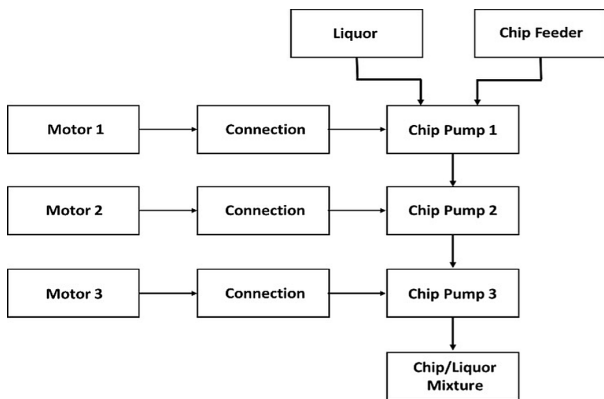 Liquor
Chip Feeder
Motor 1
Connection
Chip Pump 1
Motor 2
Connection
Chip Pump 2
Motor 3
Connection
Chip Pump 3
Chip/Liquor
Mixture